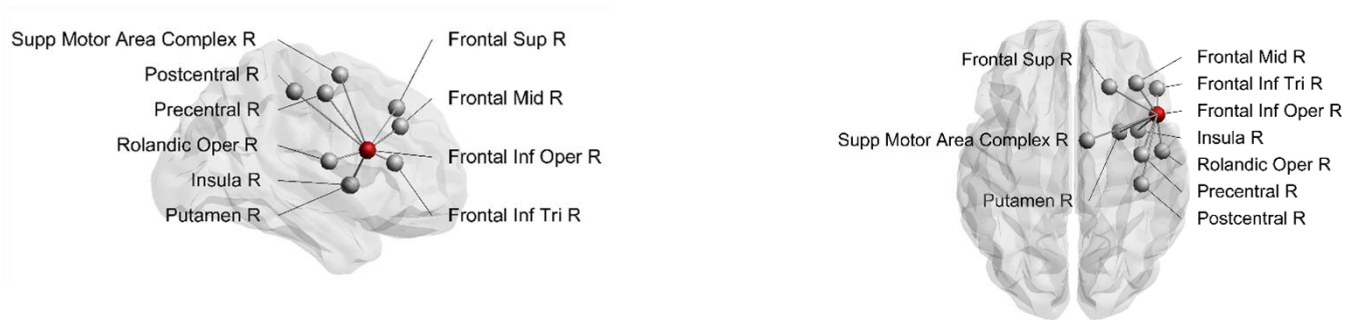 Supp Motor Area Complex R
Postcentral R
Precentral R
Rolandic Oper R
Insula R
Putamen R
Frontal Sup R
Frontal Mid R
Frontal Inf Oper R
Frontal Inf Tri R
Frontal Sup R
Supp Motor Area Complex R
Putamen R
Frontal Mid R
Frontal Inf Tri R
Frontal Inf Oper R
Insula R
Rolandic Oper R
Precentral R
Postcentral R